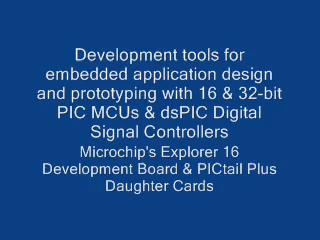 Development tools for
embedded application design
and prototyping with 16 & 32-bit
PIC MCUs & dsPIC Digital
Signal Controllers
Microchip's Explorer 16
Development Board & PICtail Plus
Daughter Cards